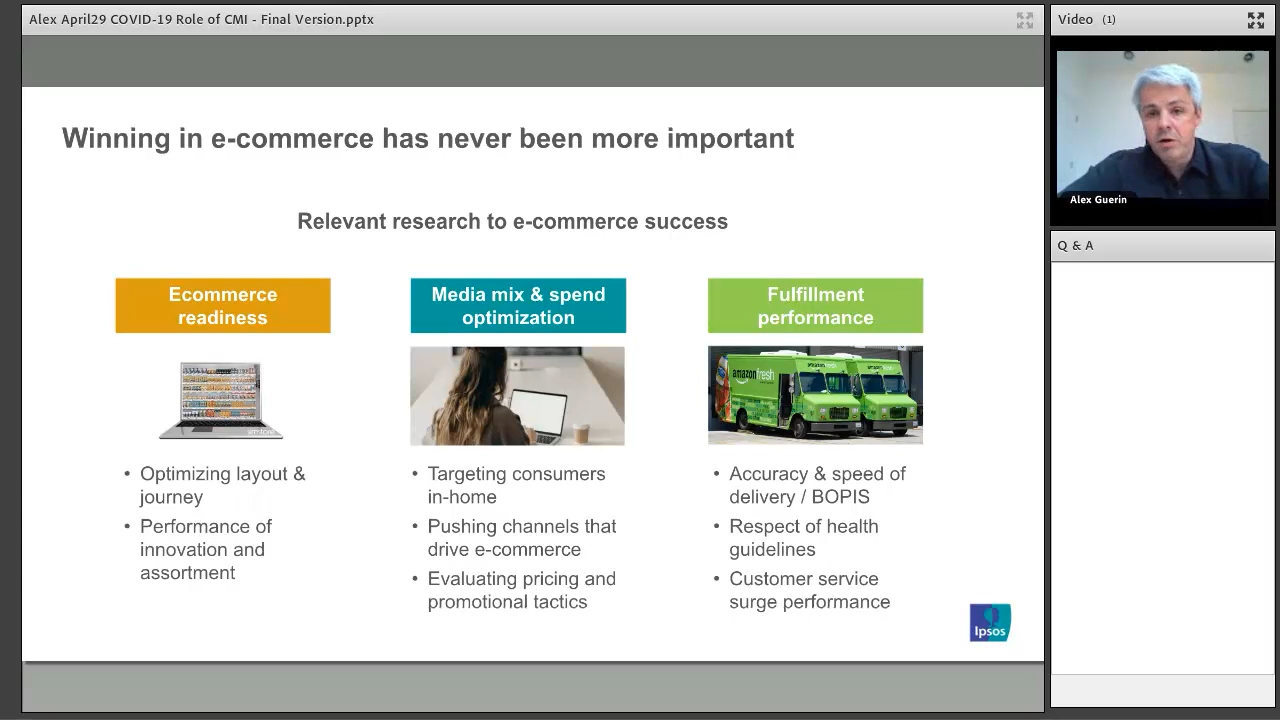 Alex April29 COVID-19 Role of CMI - Final Version.pptx
Video (1)
Alex Guerin
Q & A
Winning in e-commerce has never been more important
Relevant research to e-commerce success
Ecommerce
readiness
Optimizing layout &
journey
Performance of
innovation and
assortment
Media mix & spend
optimization
Targeting consumers
in-home
Pushing channels that
drive e-commerce
Evaluating pricing and
promotional tactics
Fulfillment
performance
amazonfresh
amazonfresh
Accuracy & speed of
delivery / BOPIS
Respect of health
guidelines
Customer service
surge performance
Ipsos